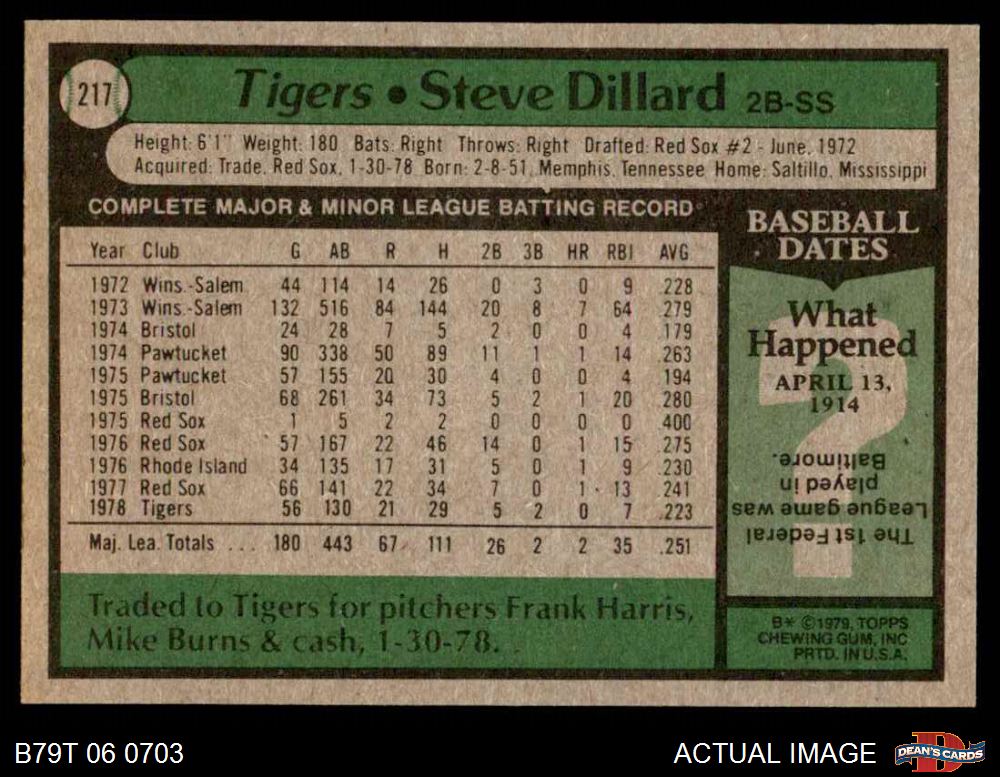 217
Tigers • Steve Dillard 2B-SS
Height: 6'1" Weight: 180 Bats: Right Throws: Right Drafted: Red Sox #2 - June, 1972
Acquired: Trade, Red Sox, 1-30-78 Born: 2-8-51, Memphis, Tennessee Home: Saltillo, Mississippi
COMPLETE MAJOR & MINOR LEAGUE BATTING RECORD
Year Club G AB R H 2B 3B HR RBI AVG
1972 Wins.-Salem 44 114 14 26 0 3 0 9 .228
1973 Wins.-Salem 132 516 84 144 20 8 7 64 .279
1974 Bristol 24 28 7 5 2 0 0 4 .179
1974 Pawtucket 90 338 50 89 11 1 1 14 .263
1975 Pawtucket 57 155 20 30 4 0 0 4 .194
1975 Bristol 68 261 34 73 5 2 1 20 .280
1975 Red Sox 1 5 2 2 0 0 0 0 .400
1976 Red Sox 57 167 22 46 14 0 1 15 .275
1976 Rhode Island 34 135 17 31 5 0 1 9 .230
1977 Red Sox 66 141 22 34 7 0 1 13 .241
1978 Tigers 56 130 21 29 5 2 0 7 .223
Maj. Lea. Totals ... 180 443 67 111 26 2 2 35 .251
Traded to Tigers for pitchers Frank Harris,
Mike Burns & cash, 1-30-78.
BASEBALL
DATES
What
Happened
APRIL 13,
1914
The 1st Federal
League game was
played in
Baltimore.
B* ©1979, TOPPS
CHEWING GUM, INC
PRTD. IN U.S.A.
B79T 06 0703
ACTUAL IMAGE
DEAN'S CARDS